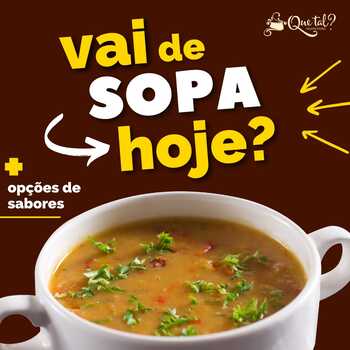 Que tal?
vai de
SOPA
hoje?
+
opções de
sabores